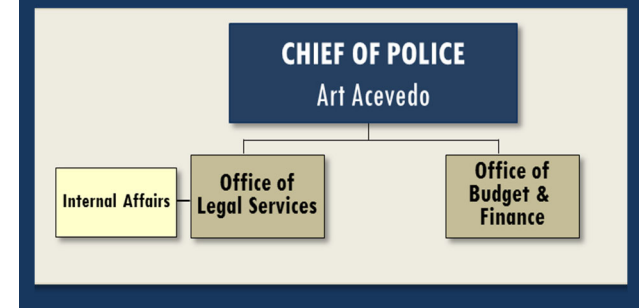 CHIEF OF POLICE
Art Acevedo
Internal Affairs
Office of
Legal Services
Office of
Budget &
Finance